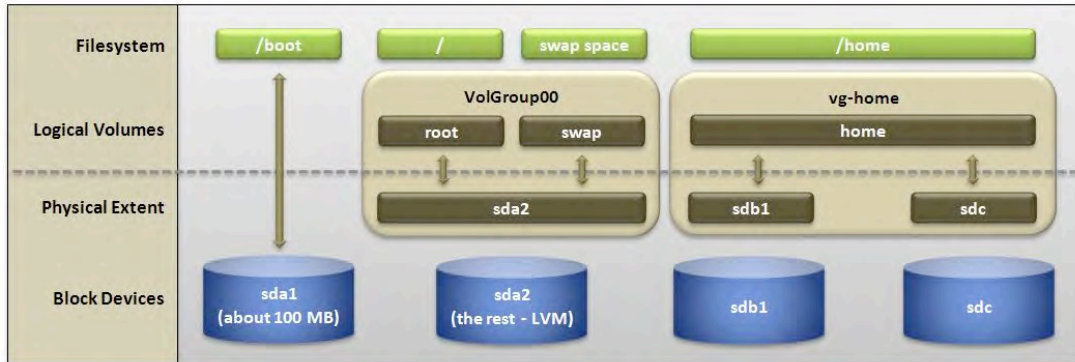 Filesystem
/boot
/
swap space
/home
VolGroup00
vg-home
Logical Volumes
root
swap
home
Physical Extent
sda2
sdb1
sdc
Block Devices
sda1
(about 100 MB)
sda2
(the rest - LVM)
sdb1
sdc